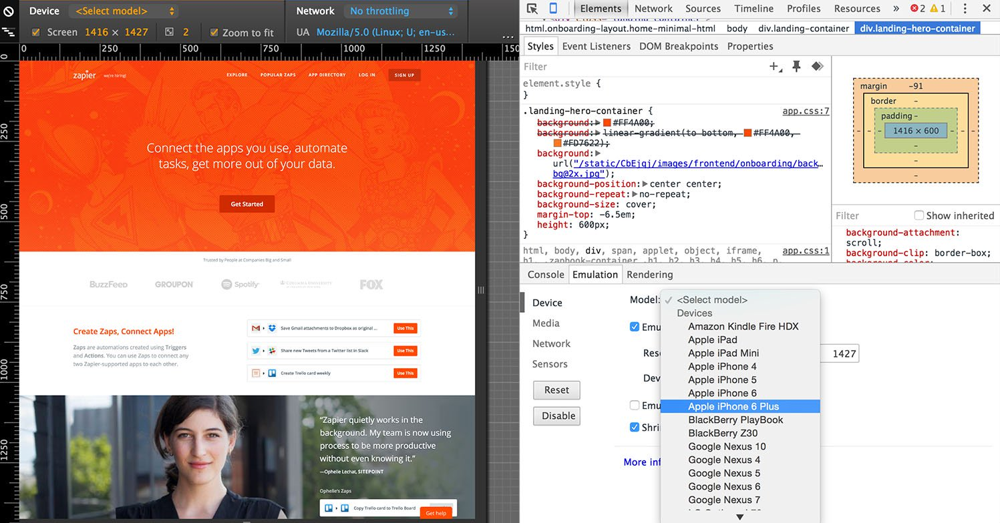 Device <Select model>
Network No throttling
Screen 1416 × 1427 2 Zoom to fit
UA Mozilla/5.0 (Linux; U; en-us...
...
0 250 500 750 1000 1250 150
0
250
500
750
1000
1250
zapier we're hiring!
EXPLORE POPULAR ZAPS APP DIRECTORY LOG IN SIGN UP
Connect the apps you use, automate
tasks, get more out of your data.
Get Started
Trusted by People at Companies Big and Small
BuzzFeed GROUPON Spotify COLUMBIA UNIVERSITY FOX
Create Zaps, Connect Apps!
Zaps are automations created using Triggers
and Actions. You can use Zaps to connect any
two Zapier-supported apps to each other.
Save Gmail attachments to Dropbox as original ... Use This
Share new Tweets from a Twitter list in Slack Use This
Create Trello card weekly Use This
“Zapier quietly works in the
background. My team is now using
process to be more productive
without even knowing it.”
—Ophelie Lechat, SITEPOINT
Ophelie's Zaps
Copy Trello card to Trello Board
Get help
Elements Network Sources Timeline Profiles Resources » 2 1
html.onboarding-layout.home-minimal-html body div.landing-container div.landing-hero-container
Styles Event Listeners DOM Breakpoints Properties
Filter
element.style {
}
.landing-hero-container { app.css:7
background: #FF4A00;
background: linear-gradient(to bottom, #FF4A00,
#FD7622);
background:
url("/static/CbEjqj/images/frontend/onboarding/back…
bg@2x.jpg");
background-position: center center;
background-repeat: no-repeat;
background-size: cover;
margin-top: -6.5em;
height: 600px;
}
html, body, div, span, applet, object, iframe, app.css:1
h1, .zapbook-container .h1, h2, h3, h4, h5, h6, p,
margin -91
border -
padding -
- - - 1416 × 600 - - -
-
-
-
Filter Show inherited
background-attachment:
scroll;
background-clip: border-box;
background-color:
Console Emulation Rendering
Device
Media
Network
Sensors
Reset
Disable
Model:
Emu
Reso
1427
Dev
Emu
Shri
More inf
<Select model>
Devices
Amazon Kindle Fire HDX
Apple iPad
Apple iPad Mini
Apple iPhone 4
Apple iPhone 5
Apple iPhone 6
Apple iPhone 6 Plus
BlackBerry PlayBook
BlackBerry Z30
Google Nexus 10
Google Nexus 4
Google Nexus 5
Google Nexus 6
Google Nexus 7